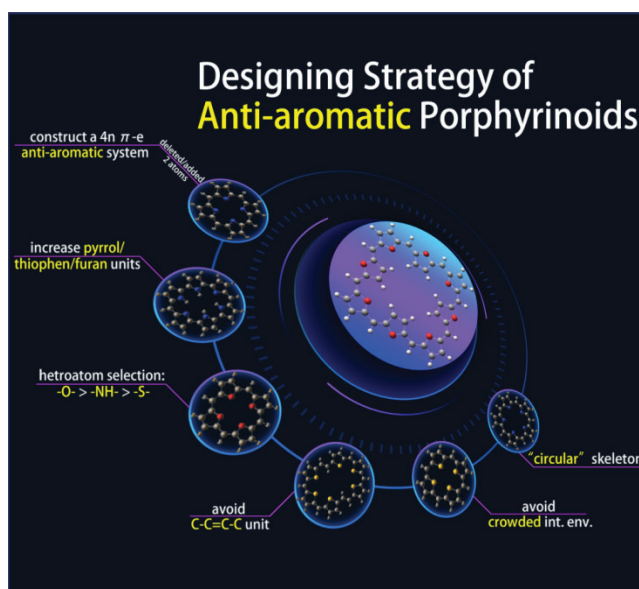 Designing Strategy of
Anti-aromatic Porphyrinoids
construct a 4n π-e
anti-aromatic system
deleted/added
2 atoms
increase pyrrol/
thiophen/furan units
hetroatom selection:
-O- > -NH- > -S-
avoid
C-C=C-C unit
avoid
crowded int. env.
"circular" skeleton